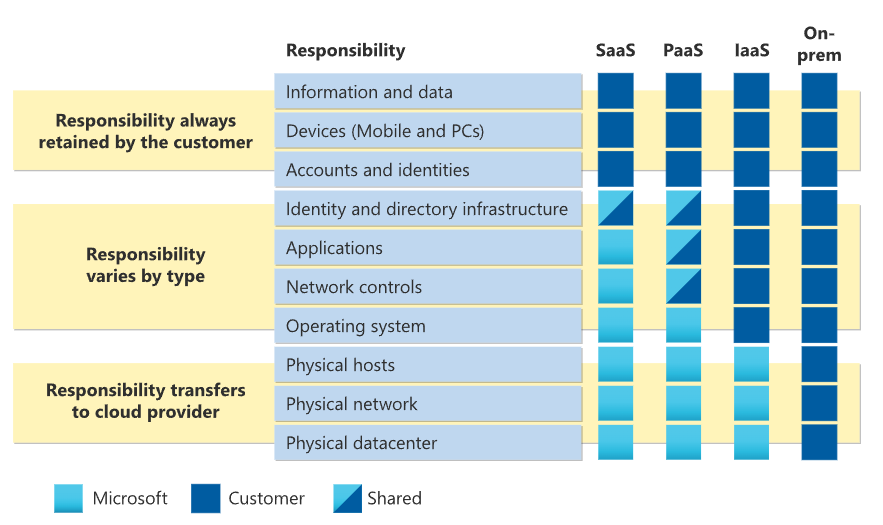 Responsibility SaaS PaaS IaaS On-
prem
Responsibility always
retained by the customer
Information and data
Devices (Mobile and PCs)
Accounts and identities
Responsibility
varies by type
Identity and directory infrastructure
Applications
Network controls
Operating system
Responsibility transfers
to cloud provider
Physical hosts
Physical network
Physical datacenter
Microsoft Customer Shared